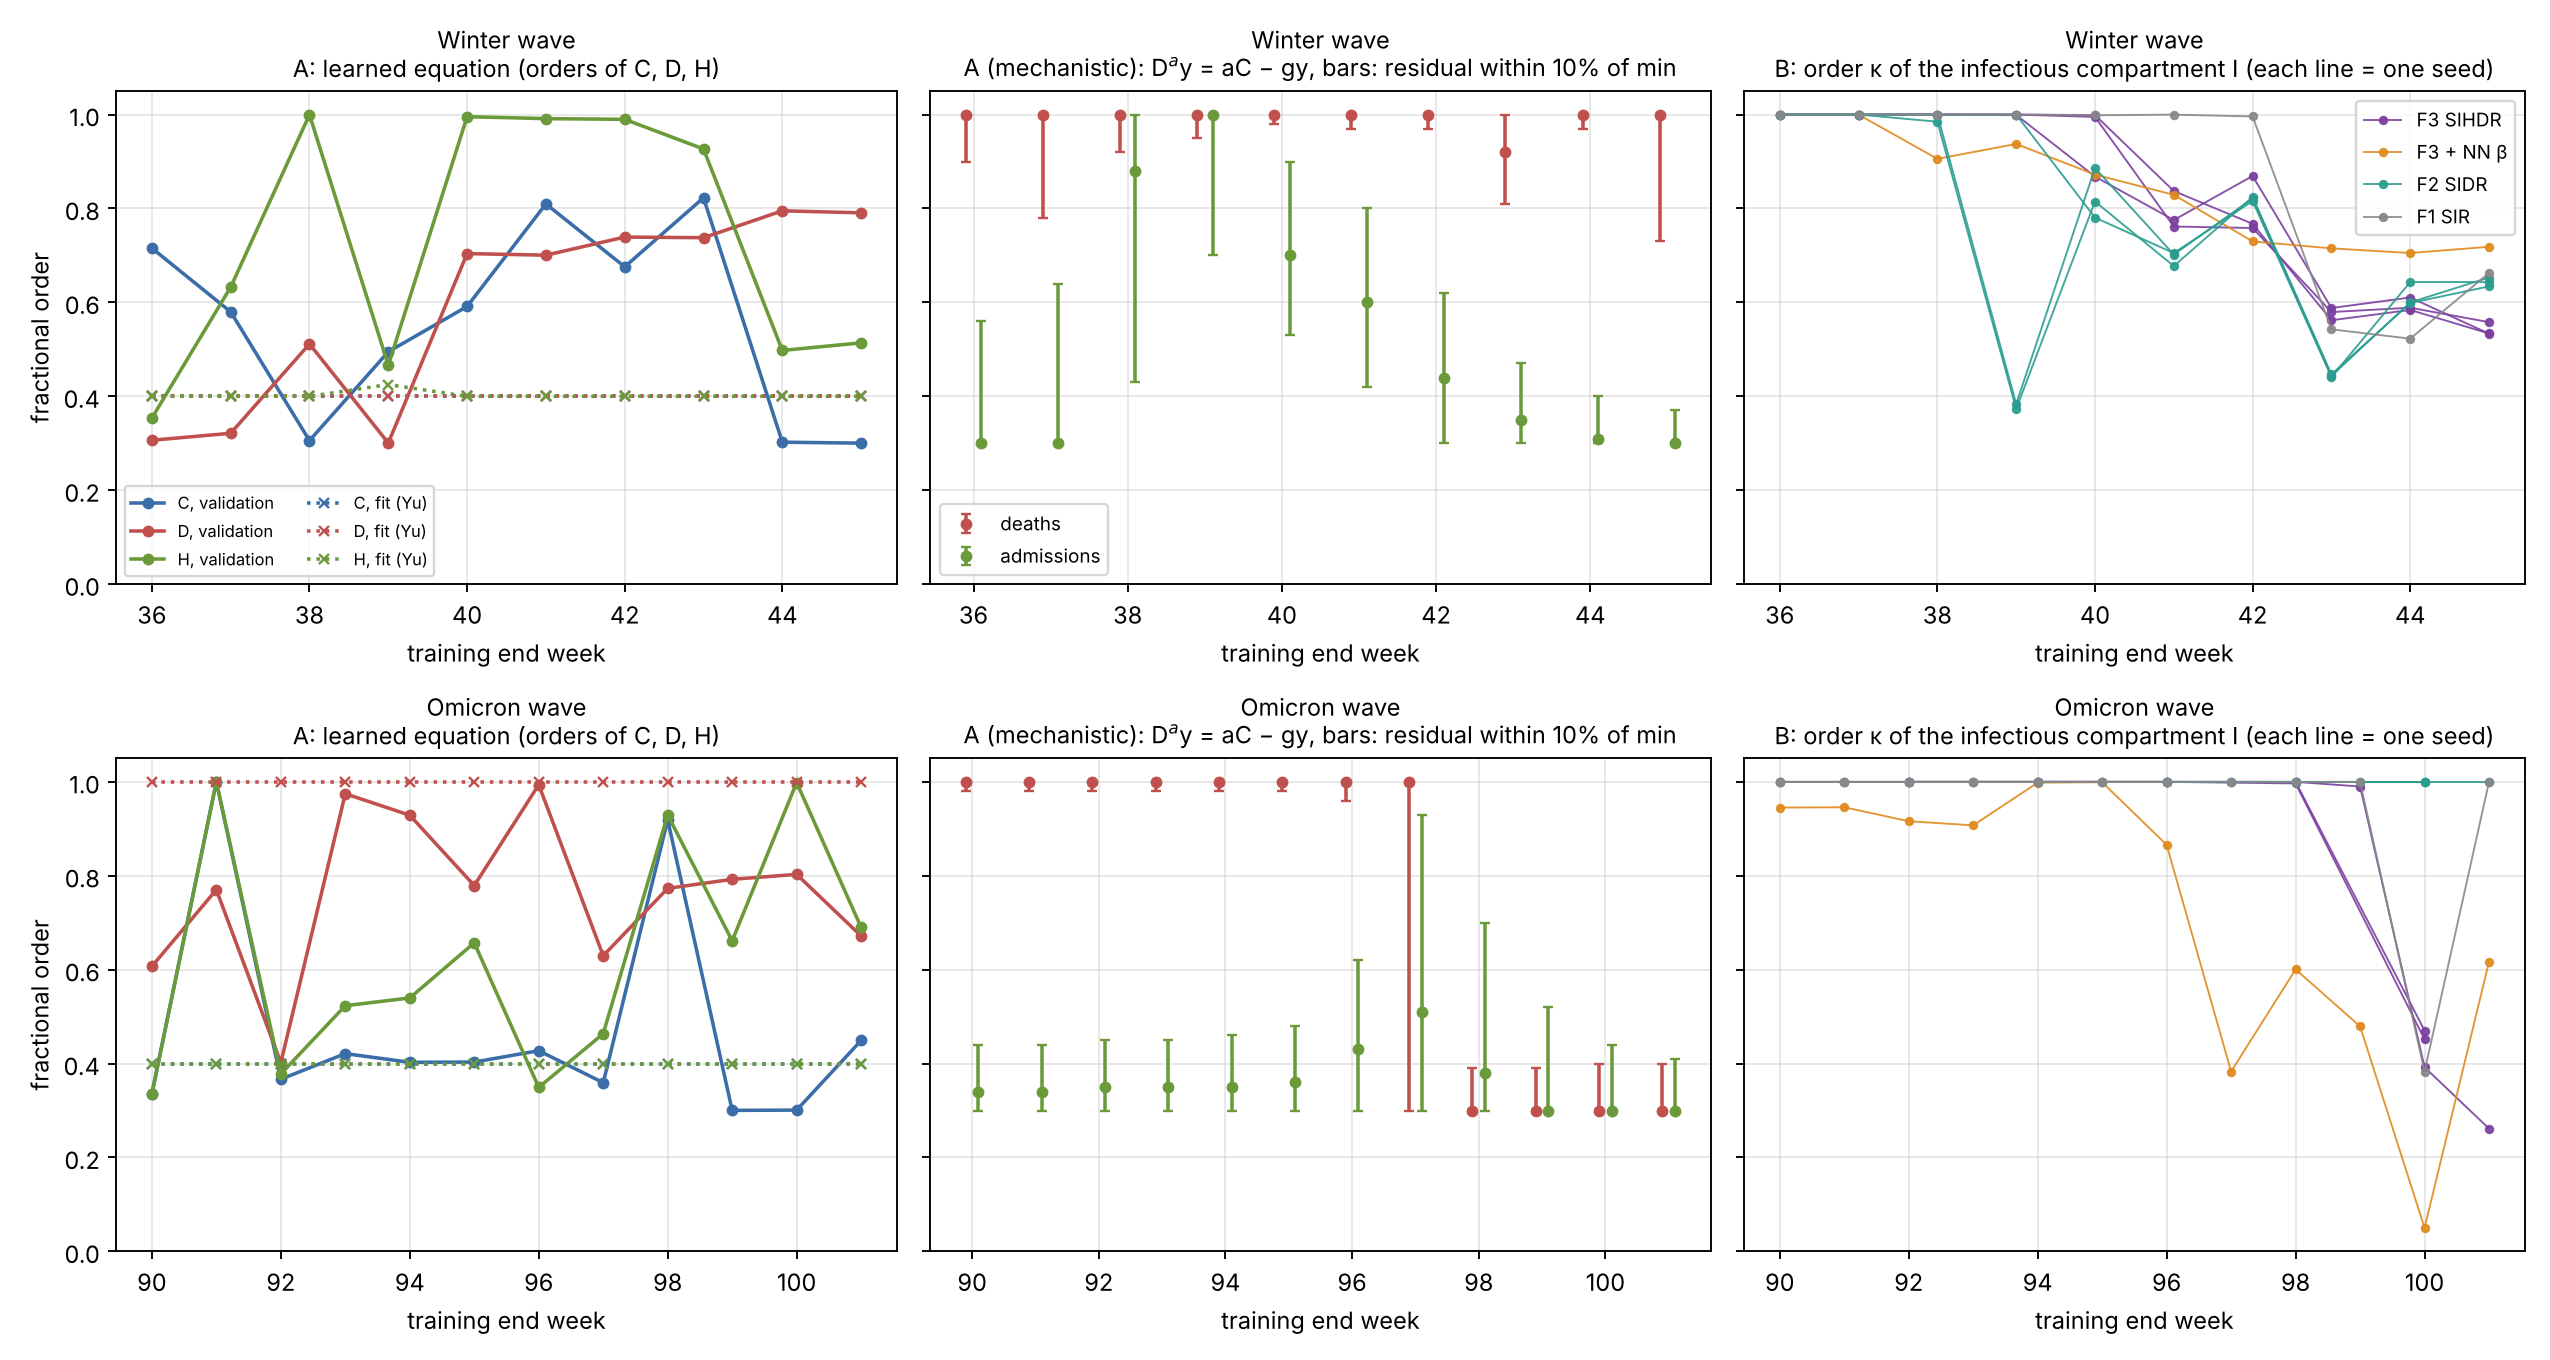 Winter wave
A: learned equation (orders of C, D, H)
Winter wave
A (mechanistic): Dᵃy = aC − gy, bars: residual within 10% of min
Winter wave
B: order κ of the infectious compartment I (each line = one seed)
fractional order
1.0
0.8
0.6
0.4
0.2
0.0
C, validation
D, validation
H, validation
C, fit (Yu)
D, fit (Yu)
H, fit (Yu)
36 38 40 42 44
training end week
deaths
admissions
36 38 40 42 44
training end week
F3 SIHDR
F3 + NN β
F2 SIDR
F1 SIR
36 38 40 42 44
training end week
Omicron wave
A: learned equation (orders of C, D, H)
Omicron wave
A (mechanistic): Dᵃy = aC − gy, bars: residual within 10% of min
Omicron wave
B: order κ of the infectious compartment I (each line = one seed)
fractional order
1.0
0.8
0.6
0.4
0.2
0.0
90 92 94 96 98 100
training end week
90 92 94 96 98 100
training end week
90 92 94 96 98 100
training end week